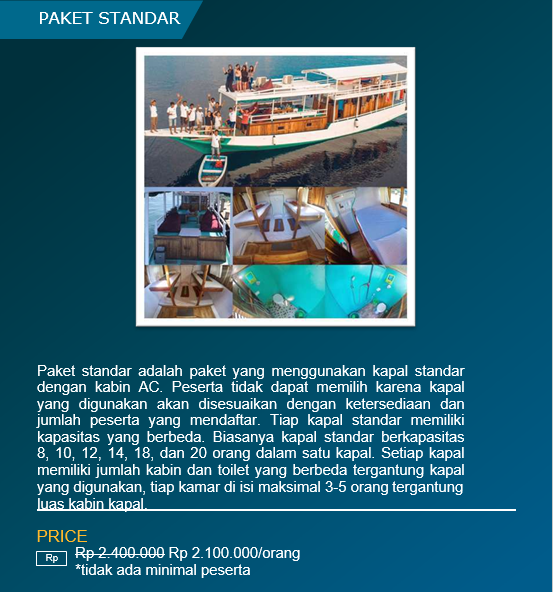 PAKET STANDAR
Paket standar adalah paket yang menggunakan kapal standar
dengan kabin AC. Peserta tidak dapat memilih karena kapal
yang digunakan akan disesuaikan dengan ketersediaan dan
jumlah peserta yang mendaftar. Tiap kapal standar memiliki
kapasitas yang berbeda. Biasanya kapal standar berkapasitas
8, 10, 12, 14, 18, dan 20 orang dalam satu kapal. Setiap kapal
memiliki jumlah kabin dan toilet yang berbeda tergantung kapal
yang digunakan, tiap kamar di isi maksimal 3-5 orang tergantung
luas kabin kapal.
PRICE
Rp Rp 2.400.000 Rp 2.100.000/orang
*tidak ada minimal peserta